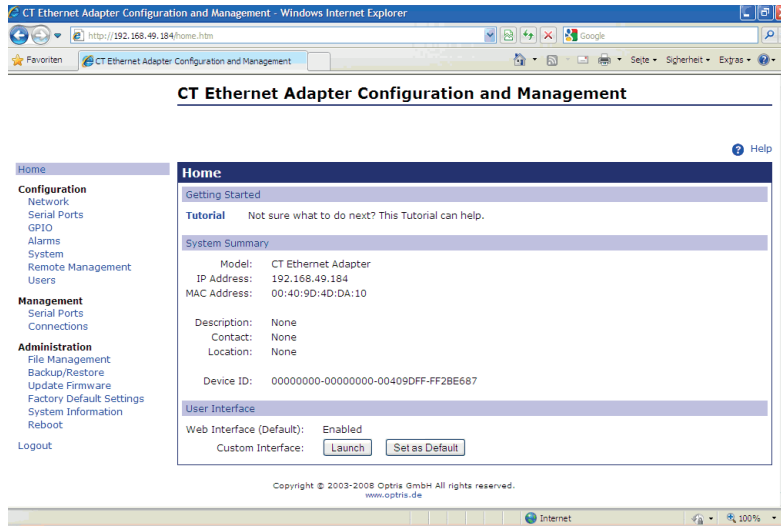 CT Ethernet Adapter Configuration and Management - Windows Internet Explorer
http://192.168.49.184/home.htm
Google
Favoriten
CT Ethernet Adapter Configuration and Management
Seite
Sicherheit
Extras
CT Ethernet Adapter Configuration and Management
Help
Home
Configuration
Network
Serial Ports
GPIO
Alarms
System
Remote Management
Users
Management
Serial Ports
Connections
Administration
File Management
Backup/Restore
Update Firmware
Factory Default Settings
System Information
Reboot
Logout
Home
Getting Started
Tutorial Not sure what to do next? This Tutorial can help.
System Summary
Model: CT Ethernet Adapter
IP Address: 192.168.49.184
MAC Address: 00:40:9D:4D:DA:10
Description: None
Contact: None
Location: None
Device ID: 00000000-00000000-00409DFF-FF2BE687
User Interface
Web Interface (Default): Enabled
Custom Interface: Launch Set as Default
Copyright © 2003-2008 Optris GmbH All rights reserved.
www.optris.de
Internet
100%